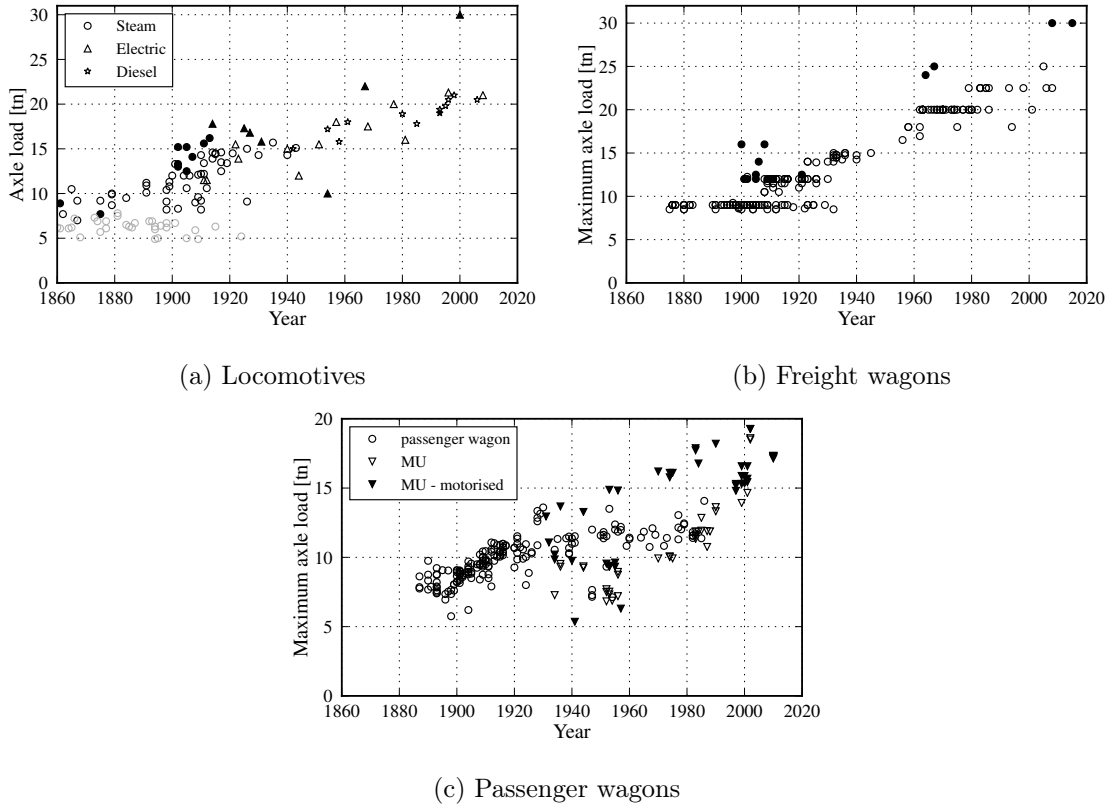 Axle load [tn]
30
25
20
15
10
5
0
Steam
Electric
Diesel
1860 1880 1900 1920 1940 1960 1980 2000 2020
Year
(a) Locomotives
Maximum axle load [tn]
30
25
20
15
10
5
0
1860 1880 1900 1920 1940 1960 1980 2000 2020
Year
(b) Freight wagons
Maximum axle load [tn]
20
15
10
5
0
passenger wagon
MU
MU - motorised
1860 1880 1900 1920 1940 1960 1980 2000 2020
Year
(c) Passenger wagons